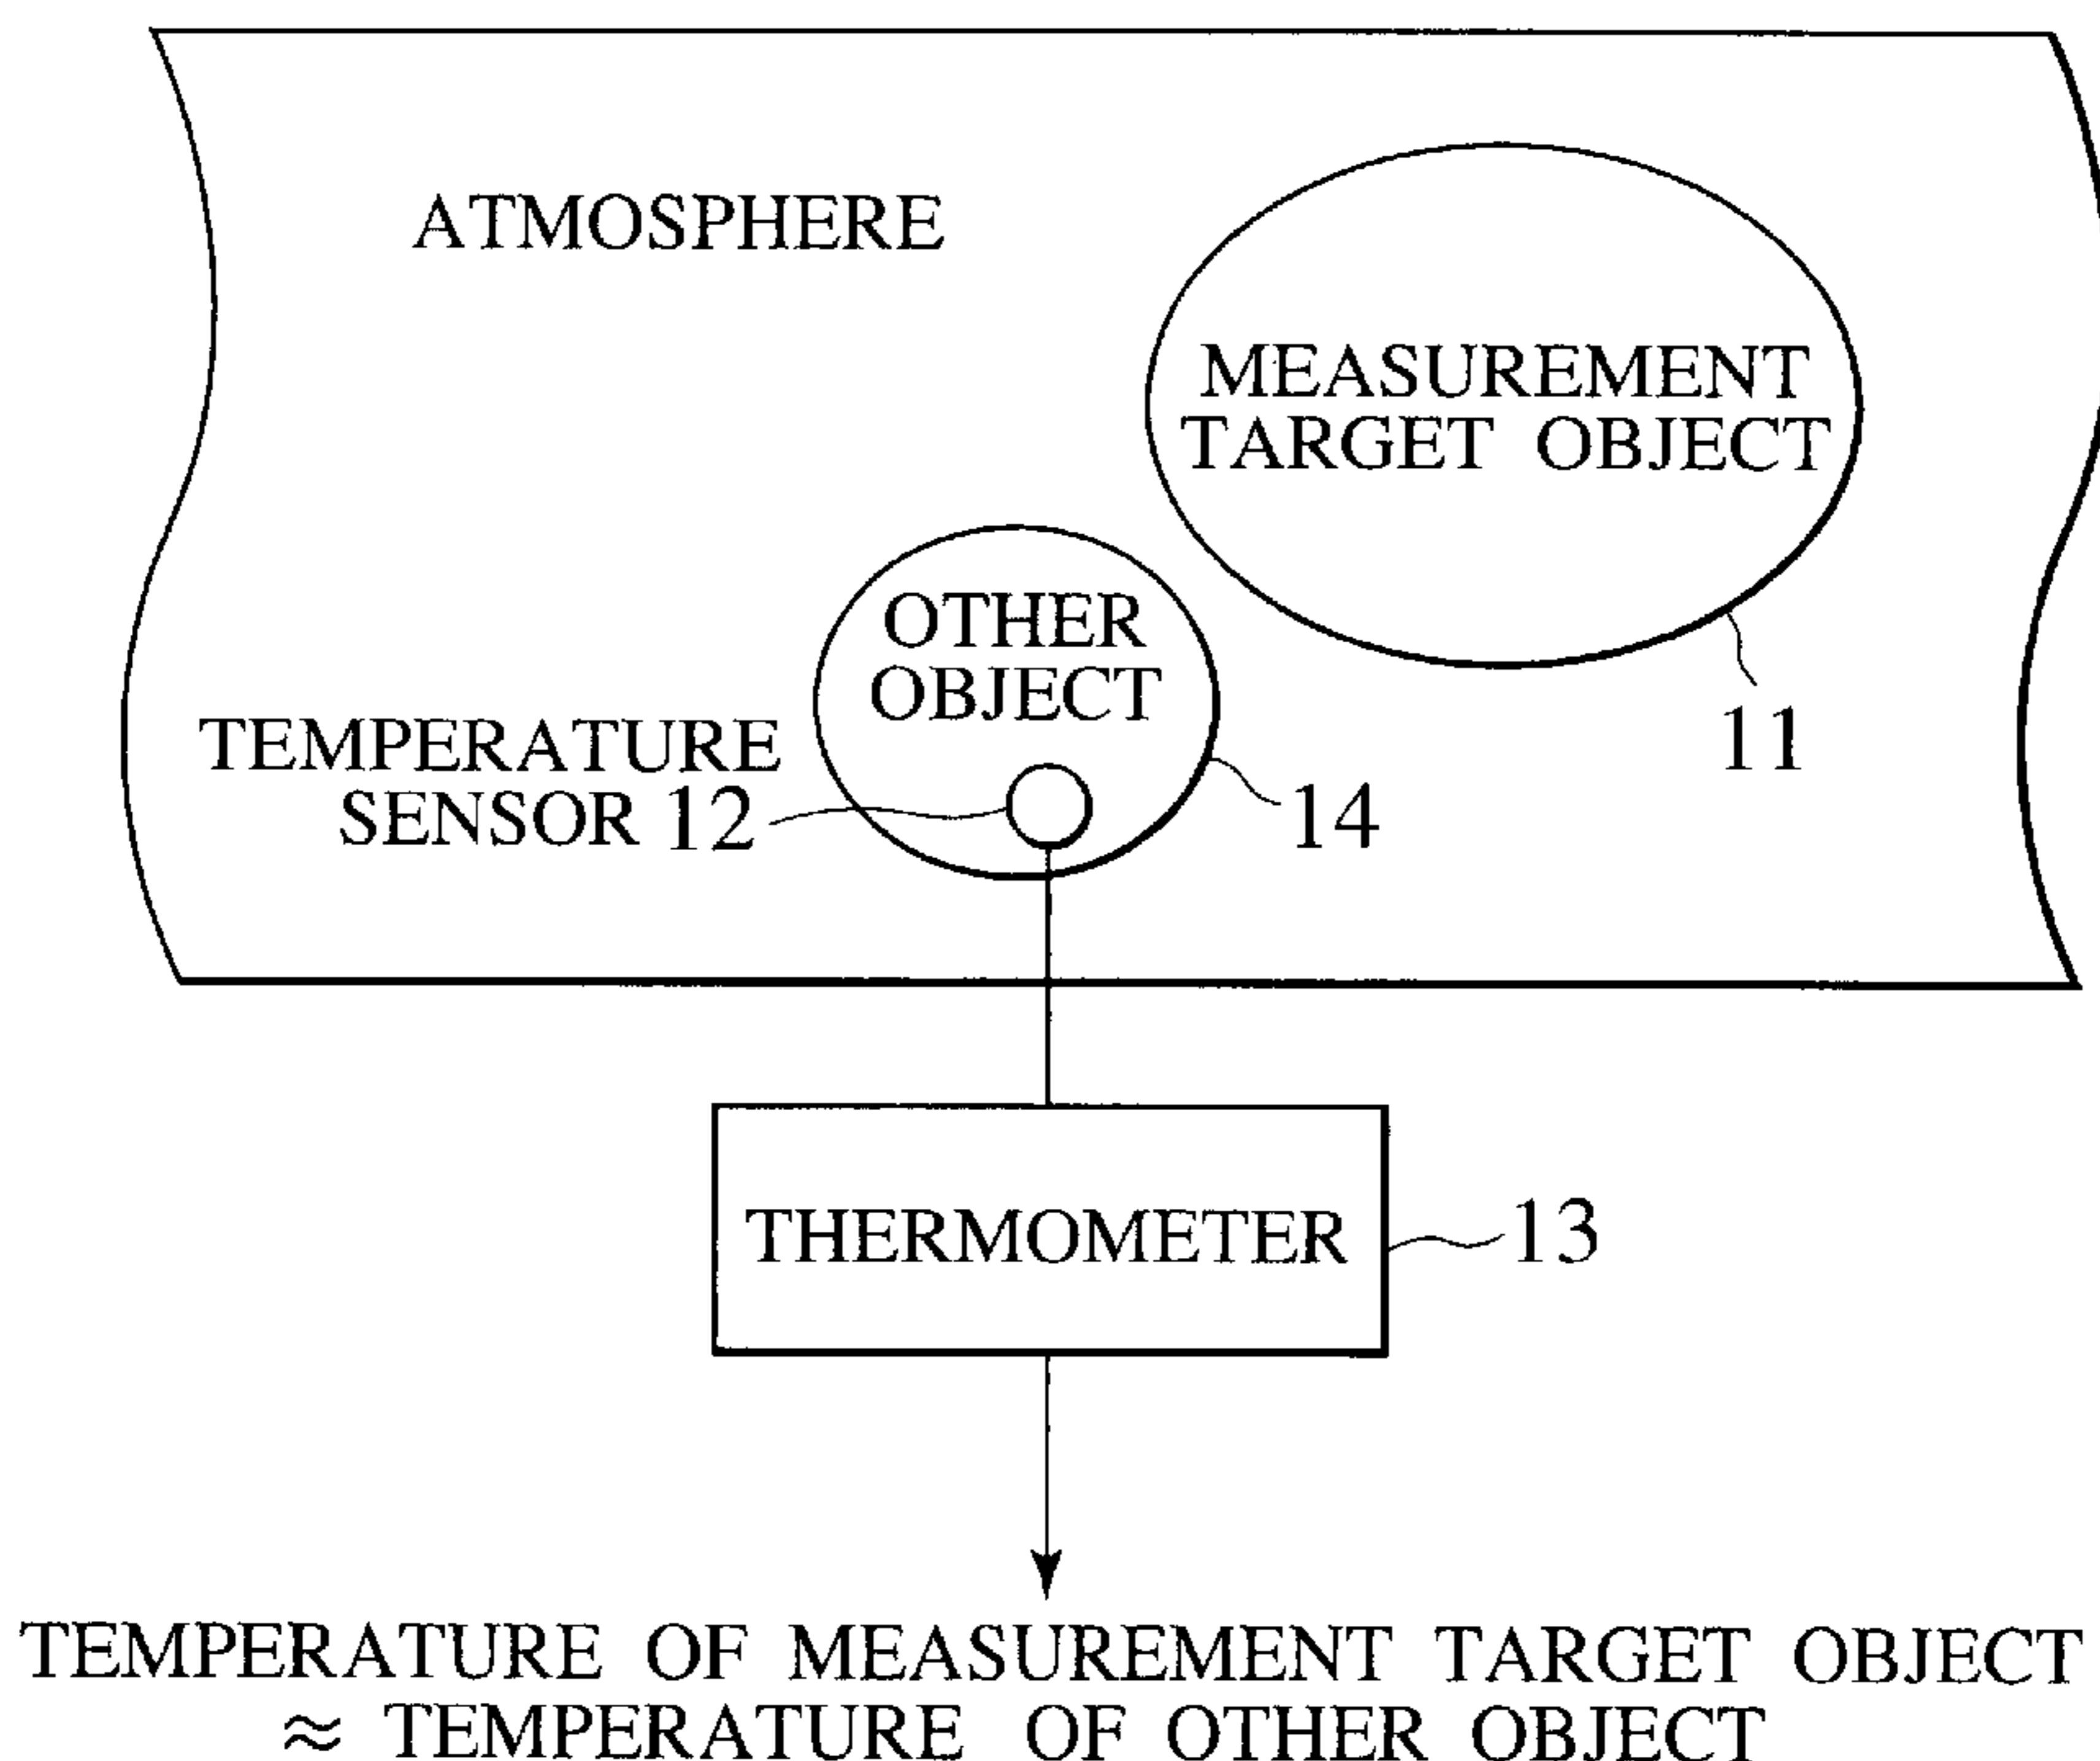 ATMOSPHERE
MEASUREMENT
TARGET OBJECT
11
OTHER
OBJECT
14
TEMPERATURE
SENSOR 12
THERMOMETER
13
TEMPERATURE OF MEASUREMENT TARGET OBJECT
≈ TEMPERATURE OF OTHER OBJECT